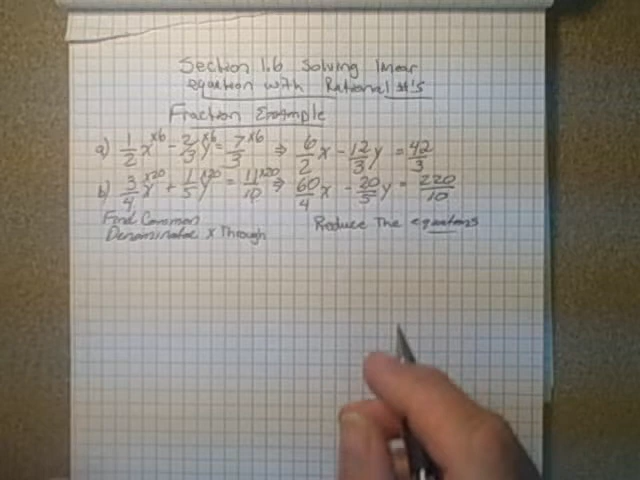 Section 1.6 Solving linear
equation with Rational #'s
Fraction Example
a) 1/2 x ×6 - 2/3 y ×6 = 7/3 ×6 ⇒ 6/2 x - 12/3 y = 42/3
b) 3/4 x ×20 + 1/5 y ×20 = 11/10 ×20 ⇒ 60/4 x - 20/5 y = 220/10
Find Common
Denominator x Through
Reduce The equations